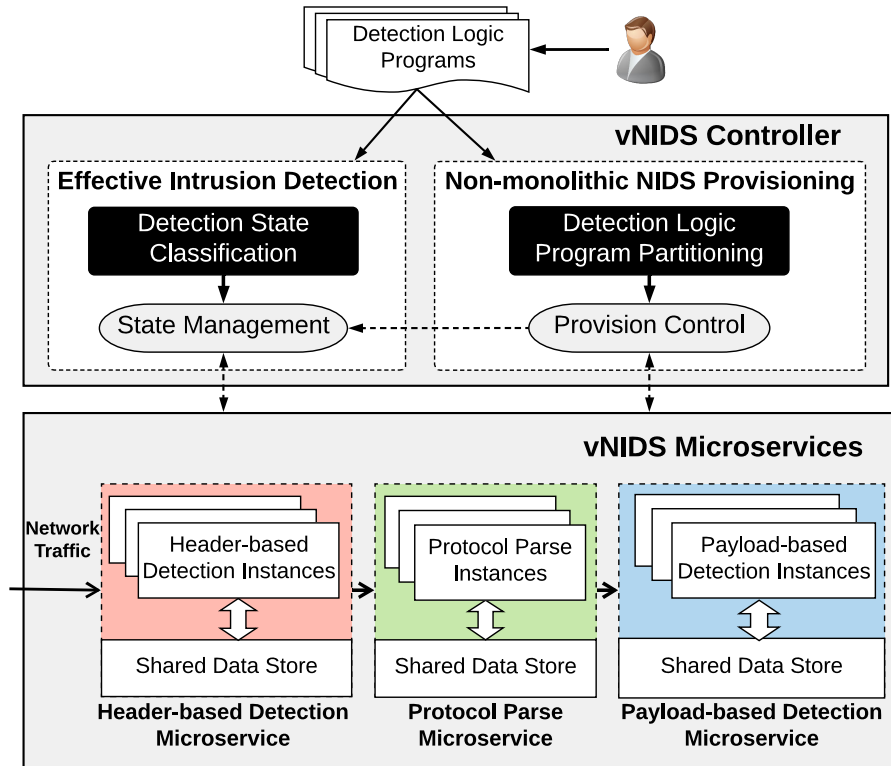 Detection Logic
Programs
vNIDS Controller
Effective Intrusion Detection
Detection State
Classification
State Management
Non-monolithic NIDS Provisioning
Detection Logic
Program Partitioning
Provision Control
vNIDS Microservices
Network
Traffic
Header-based
Detection Instances
Shared Data Store
Header-based Detection
Microservice
Protocol Parse
Instances
Shared Data Store
Protocol Parse
Microservice
Payload-based
Detection Instances
Shared Data Store
Payload-based Detection
Microservice